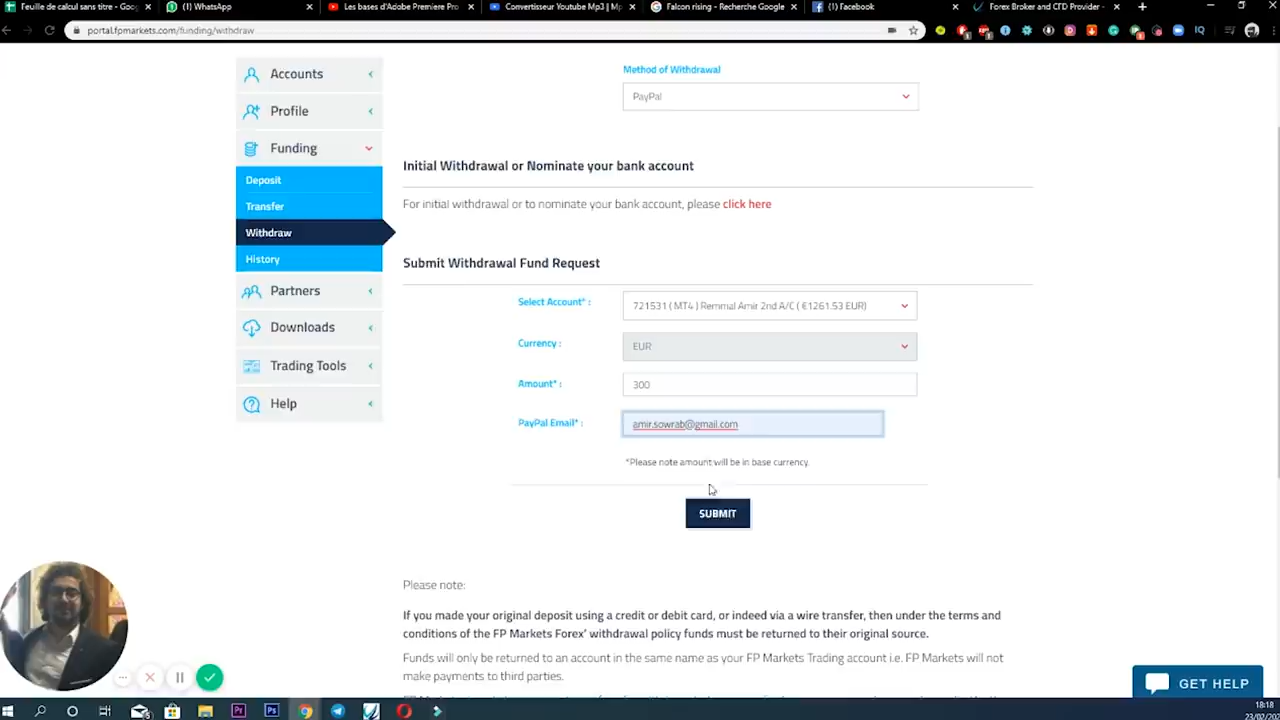 Feuille de calcul sans titre - Goog
(1) WhatsApp
Les bases d'Adobe Premiere Pro
Convertisseur Youtube Mp3 | Mp
Falcon rising - Recherche Google
(1) Facebook
Forex Broker and CFD Provider -
portal.fpmarkets.com/funding/withdraw
Accounts
Profile
Funding
Deposit
Transfer
Withdraw
History
Partners
Downloads
Trading Tools
Help
Method of Withdrawal
PayPal
Initial Withdrawal or Nominate your bank account
For initial withdrawal or to nominate your bank account, please click here
Submit Withdrawal Fund Request
Select Account* : 721531 ( MT4 ) Remmal Amir 2nd A/C ( €1261.53 EUR)
Currency : EUR
Amount* : 300
PayPal Email* : amir.sowrab@gmail.com
*Please note amount will be in base currency.
SUBMIT
Please note:
If you made your original deposit using a credit or debit card, or indeed via a wire transfer, then under the terms and
conditions of the FP Markets Forex' withdrawal policy funds must be returned to their original source.
Funds will only be returned to an account in the same name as your FP Markets Trading account i.e. FP Markets will not
make payments to third parties.
GET HELP
18:18